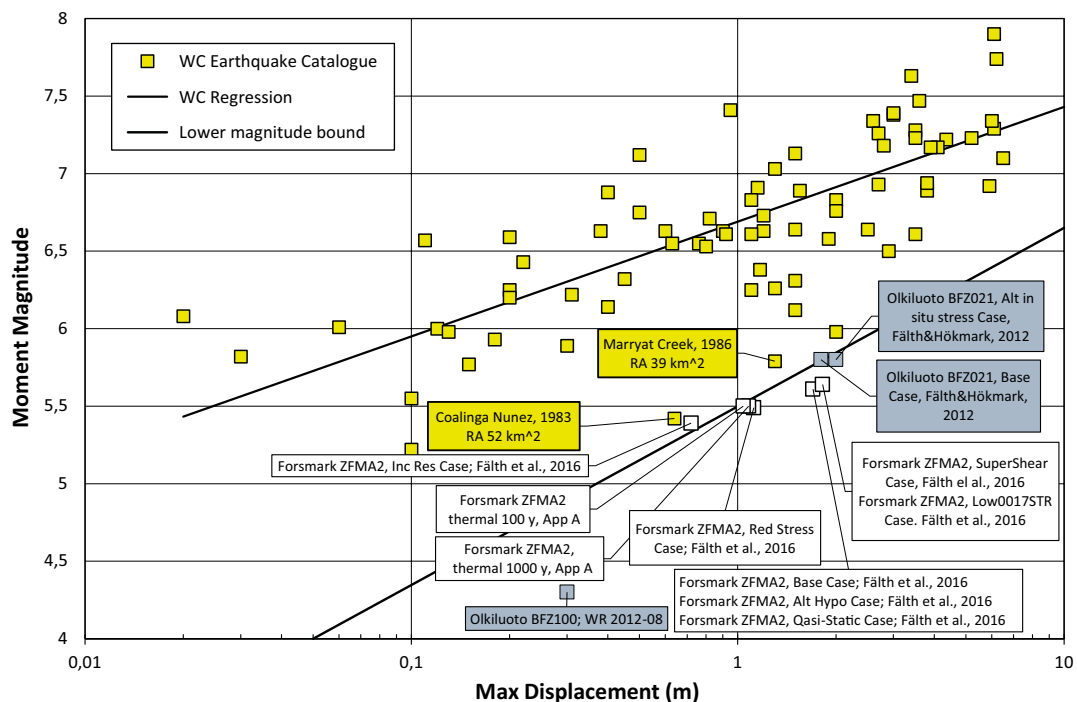 8
7,5
7
6,5
6
5,5
5
4,5
4
Moment Magnitude
WC Earthquake Catalogue
WC Regression
Lower magnitude bound
Olkiluoto BFZ021, Alt in
situ stress Case,
Fälth&Hökmark, 2012
Marryat Creek, 1986
RA 39 km^2
Olkiluoto BFZ021, Base
Case, Fälth&Hökmark,
2012
Coalinga Nunez, 1983
RA 52 km^2
Forsmark ZFMA2, Inc Res Case; Fälth et al., 2016
Forsmark ZFMA2, SuperShear
Case, Fälth el al., 2016
Forsmark ZFMA2, Low0017STR
Case. Fälth et al., 2016
Forsmark ZFMA2
thermal 100 y, App A
Forsmark ZFMA2, Red Stress
Case; Fälth et al., 2016
Forsmark ZFMA2,
thermal 1000 y, App A
Forsmark ZFMA2, Base Case; Fälth et al., 2016
Forsmark ZFMA2, Alt Hypo Case; Fälth et al., 2016
Forsmark ZFMA2, Qasi-Static Case; Fälth et al., 2016
Olkiluoto BFZ100; WR 2012-08
0,01
0,1
1
10
Max Displacement (m)